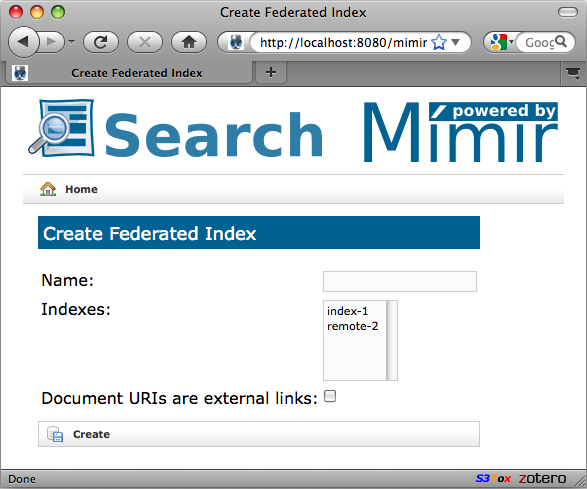 Create Federated Index
http://localhost:8080/mimir
Goog
Create Federated Index
Search
powered by
Mimir
Home
Create Federated Index
Name:
Indexes:
index-1
remote-2
Document URIs are external links:
Create
Done
S3Fox zotero